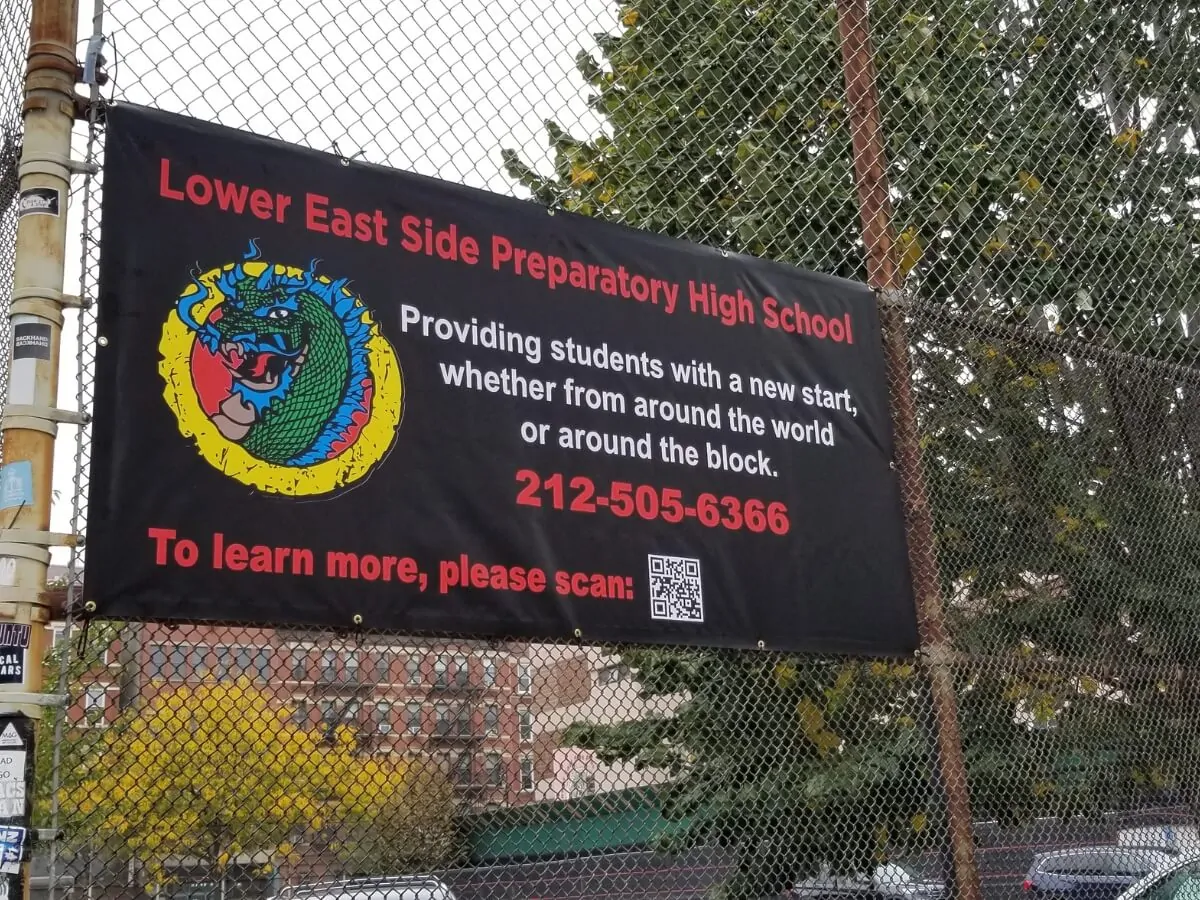 Lower East Side Preparatory High School
Providing students with a new start,
whether from around the world
or around the block.
212-505-6366
To learn more, please scan:
M&G